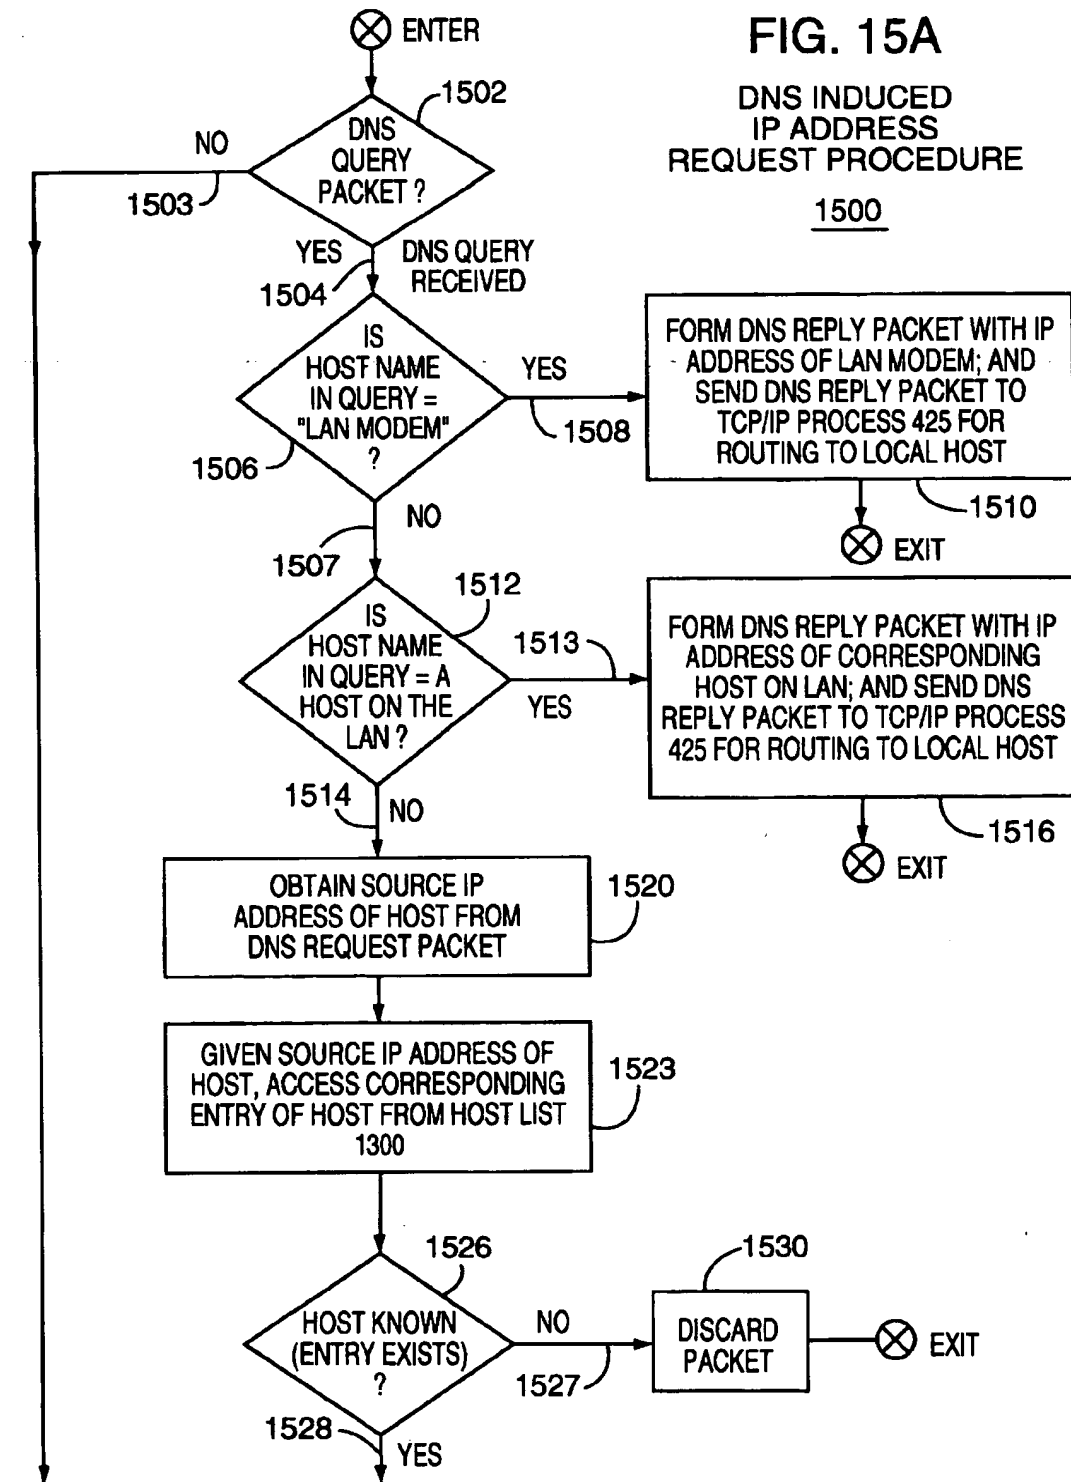 ENTER
FIG. 15A
DNS INDUCED
IP ADDRESS
REQUEST PROCEDURE
1500
1502
DNS
QUERY
PACKET ?
NO
1503
YES
DNS QUERY
RECEIVED
1504
IS
HOST NAME
IN QUERY =
"LAN MODEM"
?
1506
YES
1508
FORM DNS REPLY PACKET WITH IP
ADDRESS OF LAN MODEM; AND
SEND DNS REPLY PACKET TO
TCP/IP PROCESS 425 FOR
ROUTING TO LOCAL HOST
1510
EXIT
NO
1507
1512
IS
HOST NAME
IN QUERY = A
HOST ON THE
LAN ?
1513
YES
FORM DNS REPLY PACKET WITH IP
ADDRESS OF CORRESPONDING
HOST ON LAN; AND SEND DNS
REPLY PACKET TO TCP/IP PROCESS
425 FOR ROUTING TO LOCAL HOST
1516
EXIT
1514
NO
OBTAIN SOURCE IP
ADDRESS OF HOST FROM
DNS REQUEST PACKET
1520
GIVEN SOURCE IP ADDRESS OF
HOST, ACCESS CORRESPONDING
ENTRY OF HOST FROM HOST LIST
1300
1523
1526
HOST KNOWN
(ENTRY EXISTS)
?
NO
1527
1530
DISCARD
PACKET
EXIT
1528
YES